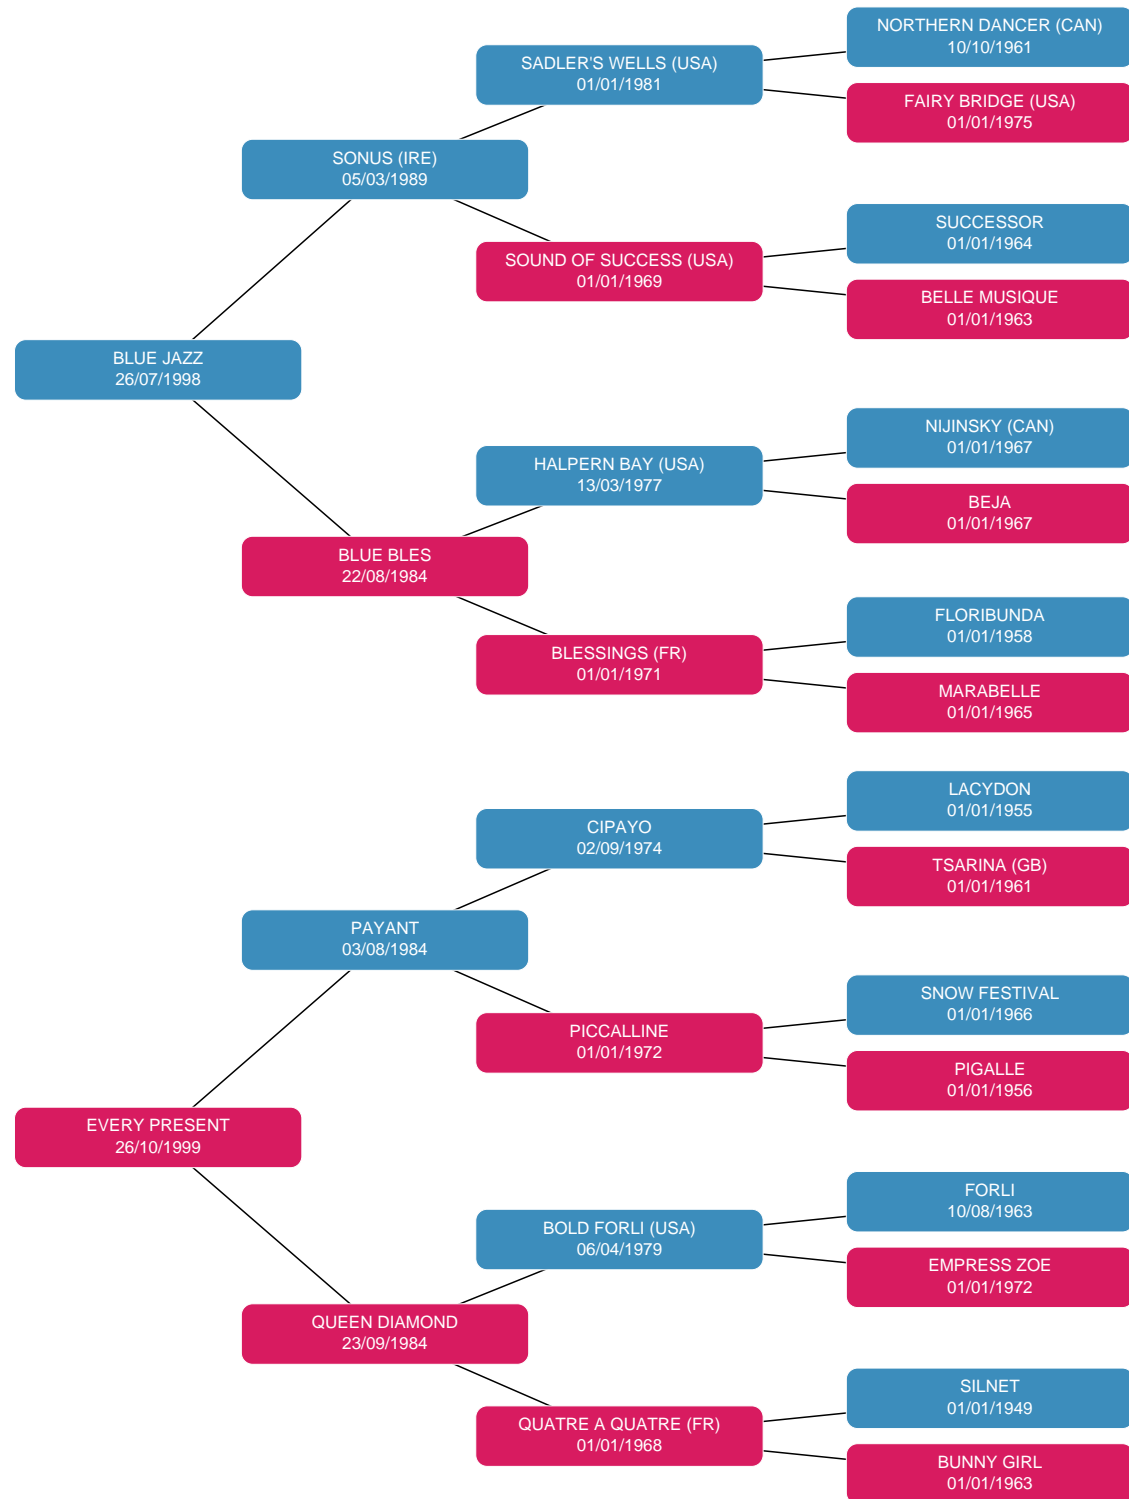 NORTHERN DANCER (CAN)
10/10/1961
SADLER'S WELLS (USA)
01/01/1981
FAIRY BRIDGE (USA)
01/01/1975
SONUS (IRE)
05/03/1989
SUCCESSOR
01/01/1964
SOUND OF SUCCESS (USA)
01/01/1969
BELLE MUSIQUE
01/01/1963
BLUE JAZZ
26/07/1998
NIJINSKY (CAN)
01/01/1967
HALPERN BAY (USA)
13/03/1977
BEJA
01/01/1967
BLUE BLES
22/08/1984
FLORIBUNDA
01/01/1958
BLESSINGS (FR)
01/01/1971
MARABELLE
01/01/1965
LACYDON
01/01/1955
CIPAYO
02/09/1974
TSARINA (GB)
01/01/1961
PAYANT
03/08/1984
SNOW FESTIVAL
01/01/1966
PICCALLINE
01/01/1972
PIGALLE
01/01/1956
EVERY PRESENT
26/10/1999
FORLI
10/08/1963
BOLD FORLI (USA)
06/04/1979
EMPRESS ZOE
01/01/1972
QUEEN DIAMOND
23/09/1984
SILNET
01/01/1949
QUATRE A QUATRE (FR)
01/01/1968
BUNNY GIRL
01/01/1963